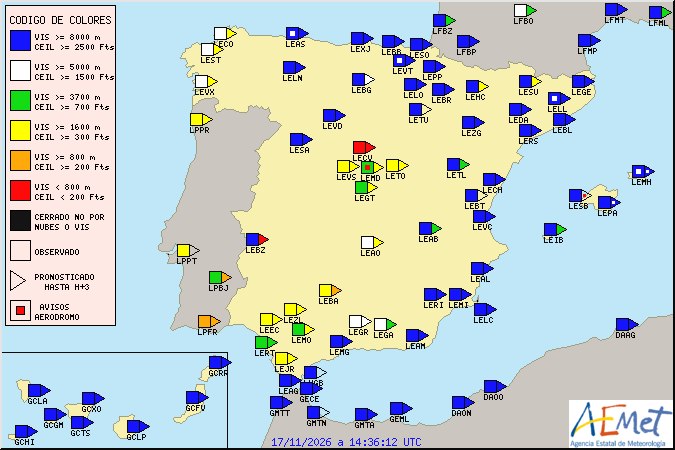 CODIGO DE COLORES
VIS >= 8000 m
CEIL >= 2500 Fts
VIS >= 5000 m
CEIL >= 1500 Fts
VIS >= 3700 m
CEIL >= 700 Fts
VIS >= 1600 m
CEIL >= 300 Fts
VIS >= 800 m
CEIL >= 200 Fts
VIS < 800 m
CEIL < 200 Fts
CERRADO NO POR
NUBES O VIS
OBSERVADO
PRONOSTICADO
HASTA H+3
AVISOS
AERODROMO
LFBO
LFMT
LFML
LFBZ
LECO
LEAS
LEXJ
LEBB
LESO
LFBP
LFMP
LEST
LEVT
LEPP
LELN
LEBG
LEVX
LELO
LEBR
LEHC
LESU
LEGE
LELL
LPPR
LEVD
LETU
LEDA
LEBL
LEZG
LERS
LESA
LECV
LEVS
LEMD
LETO
LETL
LEMH
LECH
LEGT
LEBT
LESB
LEPA
LEVC
LEAB
LEIB
LEBZ
LEAO
LPPT
LEAL
LPBJ
LEBA
LERI
LEMI
LELC
LEZL
LPFR
LEEC
LEMO
LEGR
LEGA
DAAG
LERT
LEMG
LEAM
LEJR
GCRR
LEAG
GECE
DAOO
GCLA
GCXO
GCFV
GMTT
DAON
GCGM
GCTS
GCLP
GMTN
GMTA
GEML
GCHI
17/11/2026 a 14:36:12 UTC
AEMet
Agencia Estatal de Meteorología